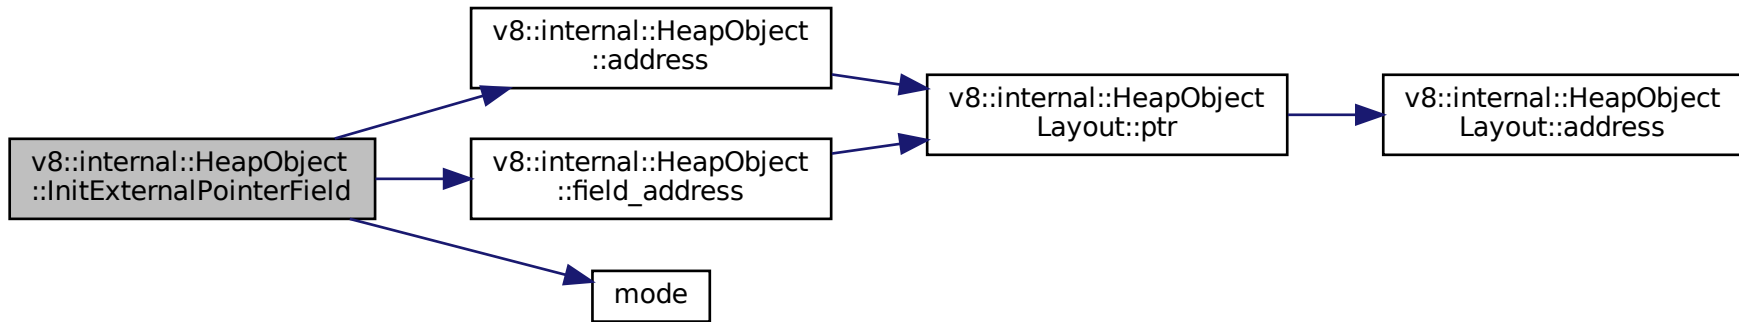 v8::internal::HeapObject
::InitExternalPointerField
v8::internal::HeapObject
::address
v8::internal::HeapObject
::field_address
mode
v8::internal::HeapObject
Layout::ptr
v8::internal::HeapObject
Layout::address